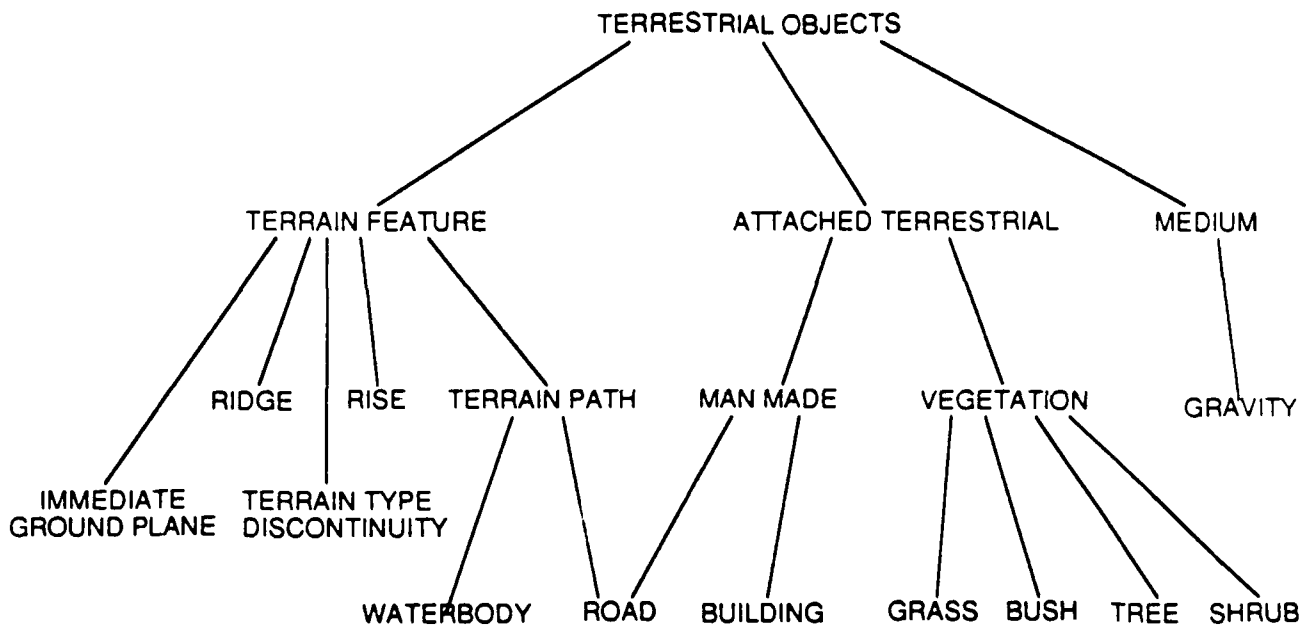 TERRESTRIAL OBJECTS
TERRAIN FEATURE
ATTACHED TERRESTRIAL
MEDIUM
RIDGE
RISE
TERRAIN PATH
MAN MADE
VEGETATION
GRAVITY
IMMEDIATE
GROUND PLANE
TERRAIN TYPE
DISCONTINUITY
WATERBODY
ROAD
BUILDING
GRASS
BUSH
TREE
SHRUB